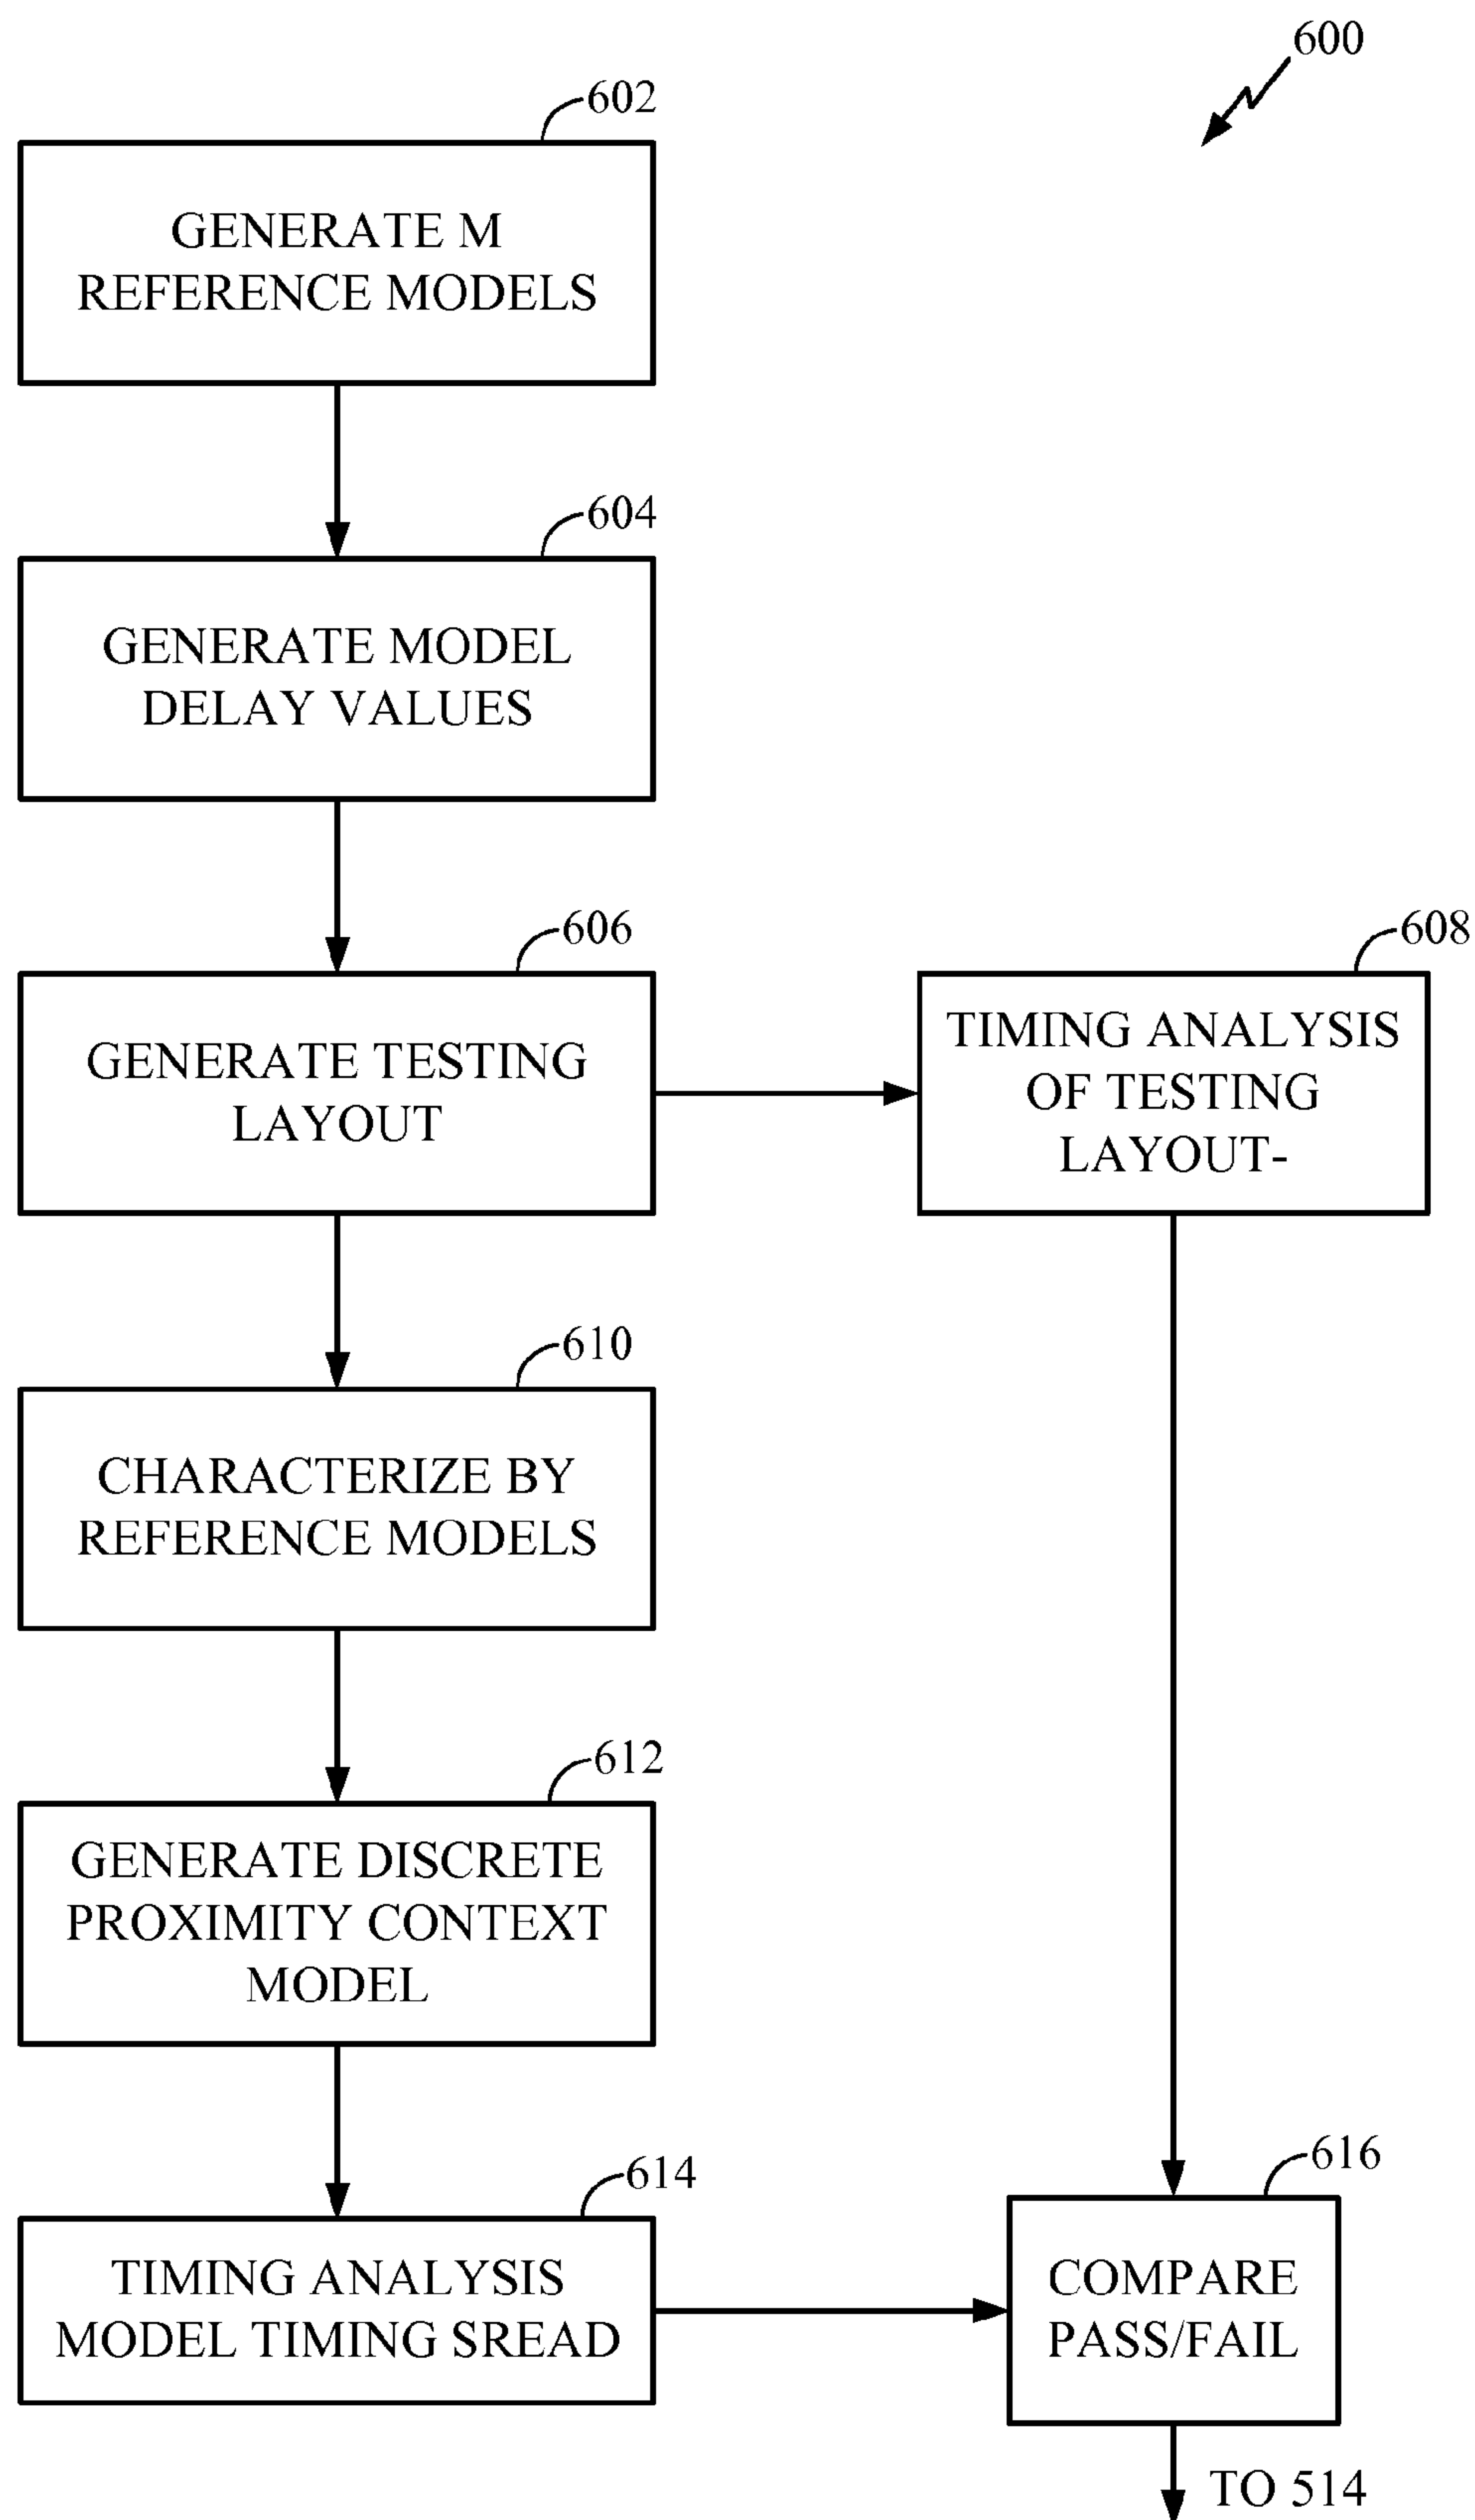 600
602
GENERATE M
REFERENCE MODELS
604
GENERATE MODEL
DELAY VALUES
606
GENERATE TESTING
LAYOUT
608
TIMING ANALYSIS
OF TESTING
LAYOUT-
610
CHARACTERIZE BY
REFERENCE MODELS
612
GENERATE DISCRETE
PROXIMITY CONTEXT
MODEL
614
TIMING ANALYSIS
MODEL TIMING SREAD
616
COMPARE
PASS/FAIL
TO 514